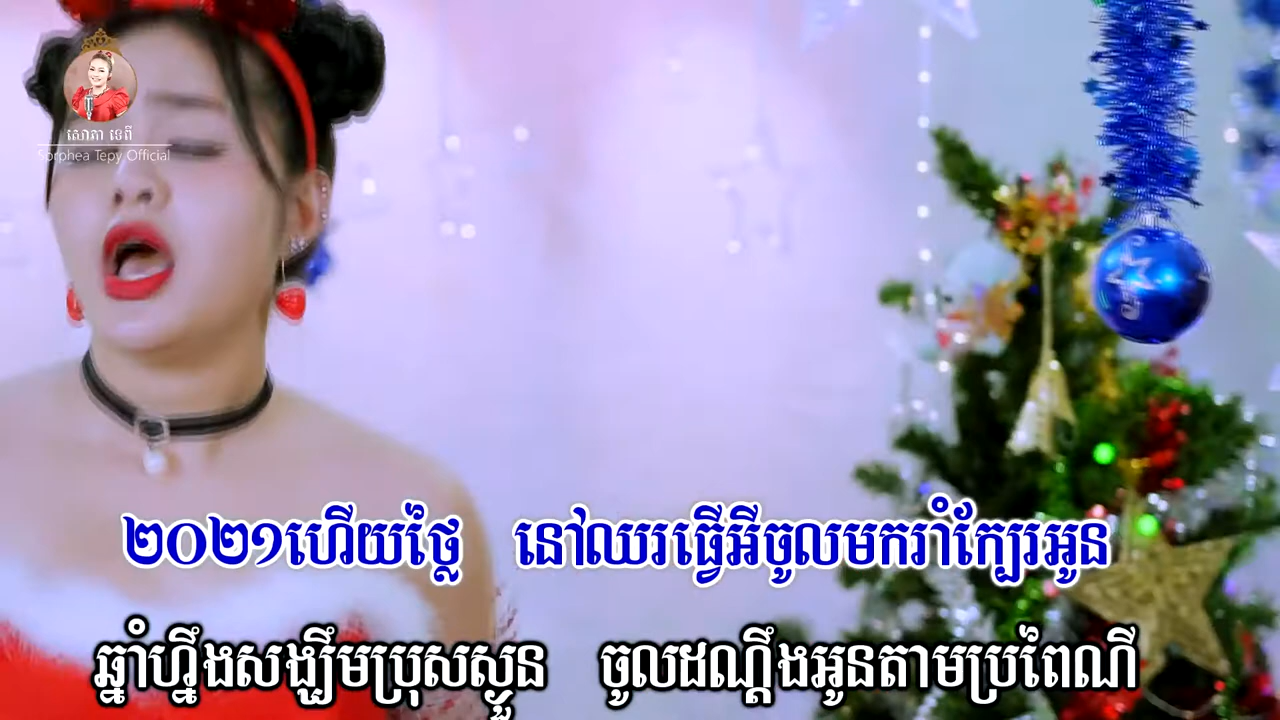 សោភា ទេពី
Sorphea Tepy Official
២០២១ហើយថ្លៃ នៅឈរធ្វើអីចូលមករាំក្បែរអូន
ឆ្នាំហ្នឹងសង្ឃឹមប្រុសស្ងួន ចូលដណ្ដឹងអូនតាមប្រពៃណី